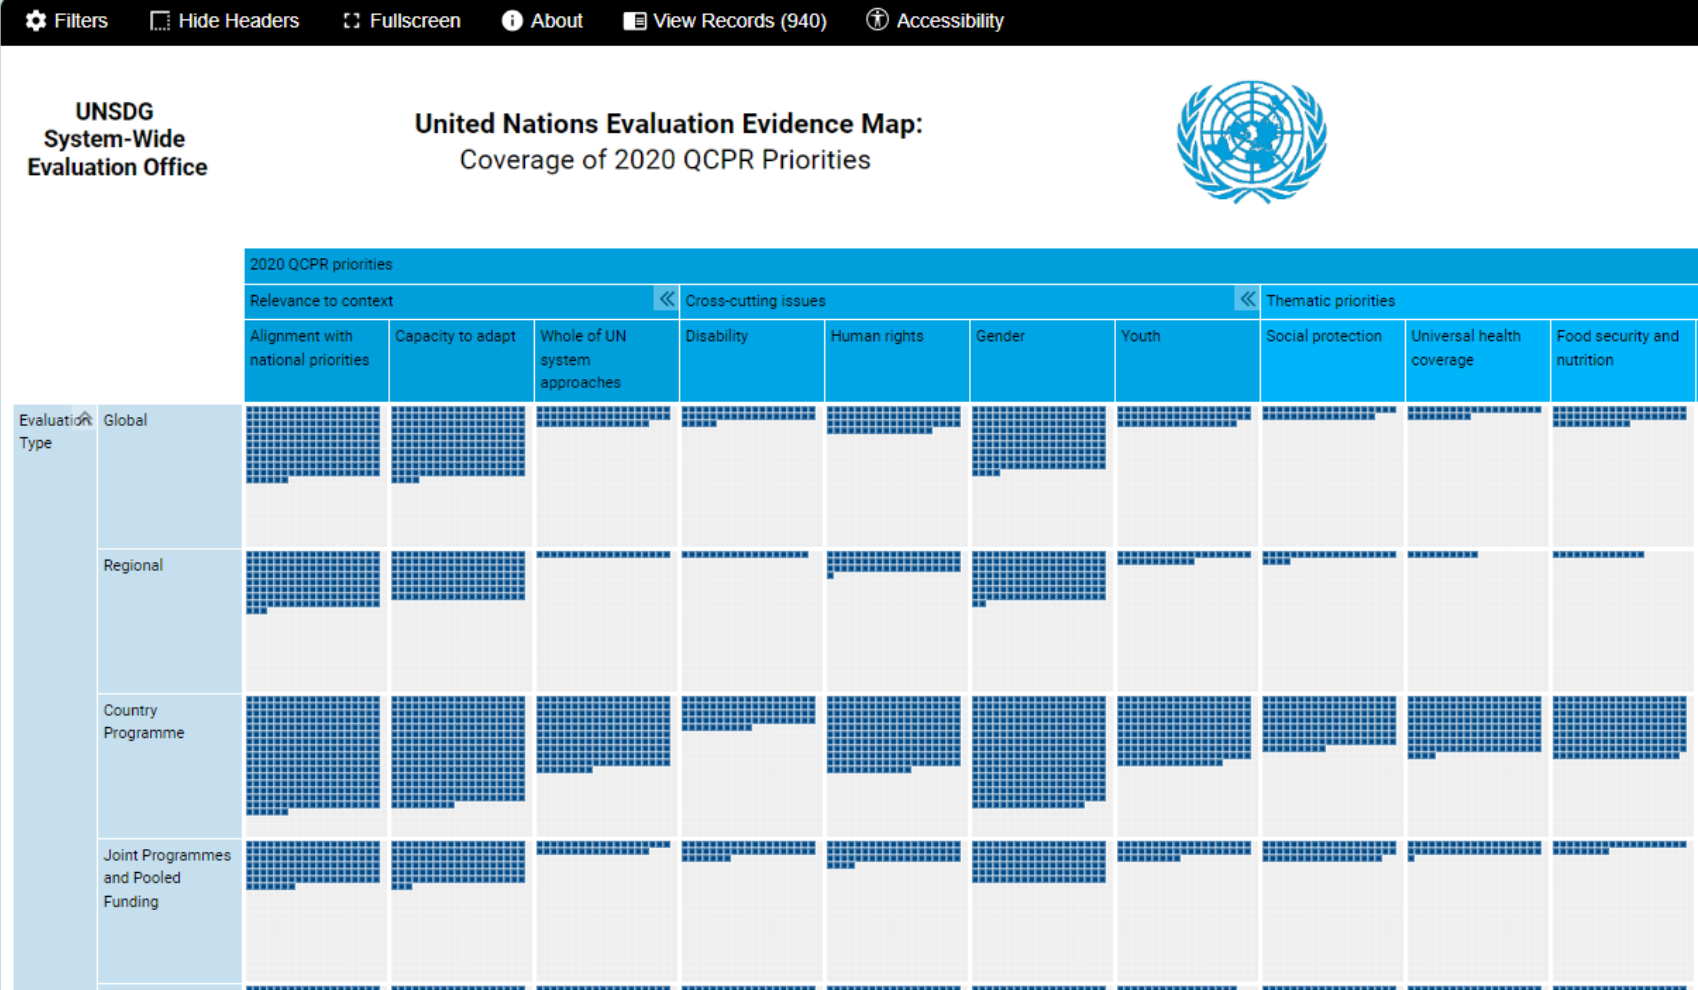 Filters
Hide Headers
Fullscreen
About
View Records (940)
Accessibility
UNSDG
System-Wide
Evaluation Office
United Nations Evaluation Evidence Map:
Coverage of 2020 QCPR Priorities
2020 QCPR priorities
Relevance to context
Cross-cutting issues
Thematic priorities
Alignment with
national priorities
Capacity to adapt
Whole of UN
system
approaches
Disability
Human rights
Gender
Youth
Social protection
Universal health
coverage
Food security and
nutrition
Evaluation
Type
Global
Regional
Country
Programme
Joint Programmes
and Pooled
Funding